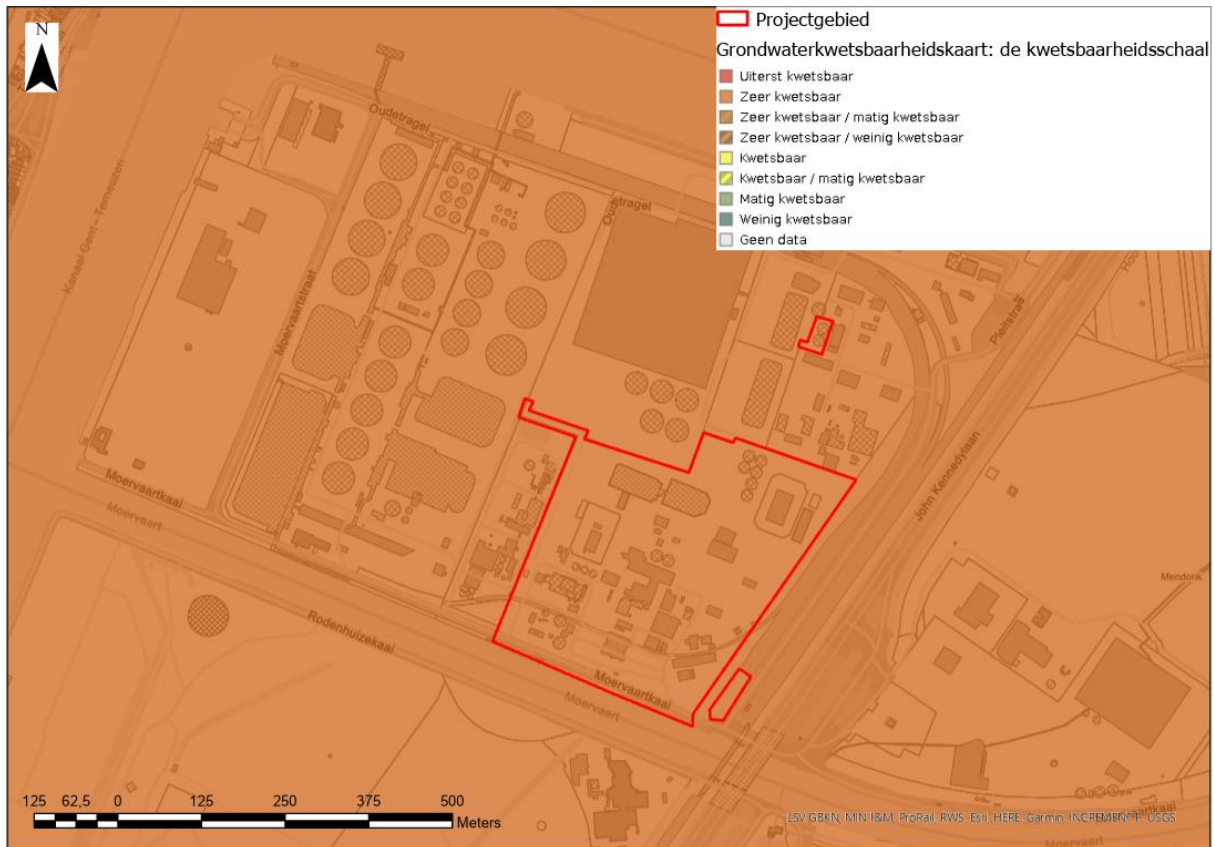 N
Projectgebied
Grondwaterkwetsbaarheidskaart: de kwetsbaarheidsschaal
Uiterst kwetsbaar
Zeer kwetsbaar
Zeer kwetsbaar / matig kwetsbaar
Zeer kwetsbaar / weinig kwetsbaar
Kwetsbaar
Kwetsbaar / matig kwetsbaar
Matig kwetsbaar
Weinig kwetsbaar
Geen data
Oudetragel
Kanaal Gent - Terneuzen
Moervaartstraat
Pleitstraat
John Kennedylaan
Mendonk
Moervaartkaai
Moervaart
Rodenhuizekaai
Moervaartkaai
Moervaart
125 62,5 0 125 250 375 500
Meters
LSV GBKN, MIN I&M, ProRail, RWS, Esri, HERE, Garmin, INCREMENT P, USGS